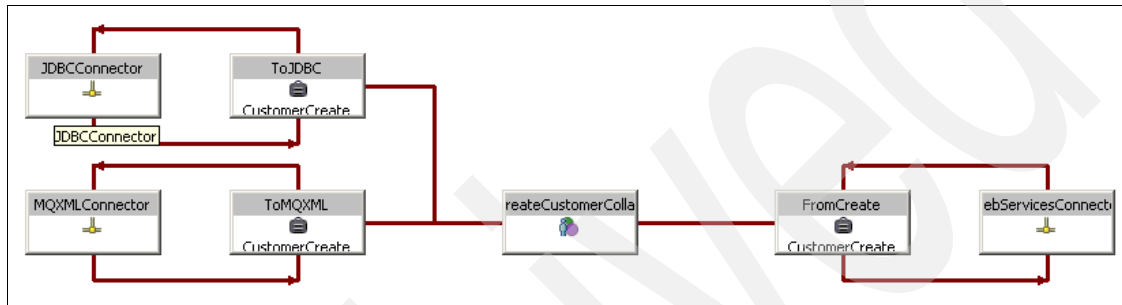 JDBCConnector
ToJDBC
CustomerCreate
JDBCConnector
MQXMLConnector
ToMQXML
CustomerCreate
reateCustomerColla
FromCreate
CustomerCreate
ebServicesConnect